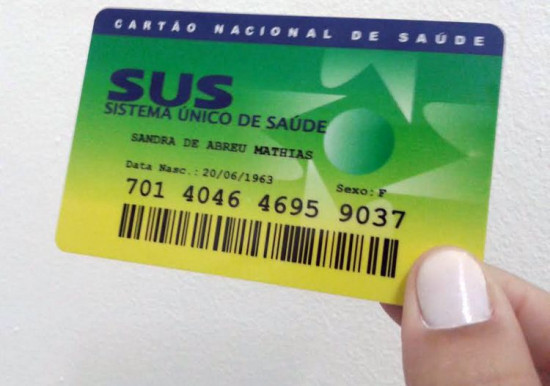 CARTÃO NACIONAL DE SAÚDE
SUS
SISTEMA ÚNICO DE SAÚDE
SANDRA DE ABREU MATHIAS
Data Nasc.: 20/06/1963 Sexo: F
701 4046 4695 9037